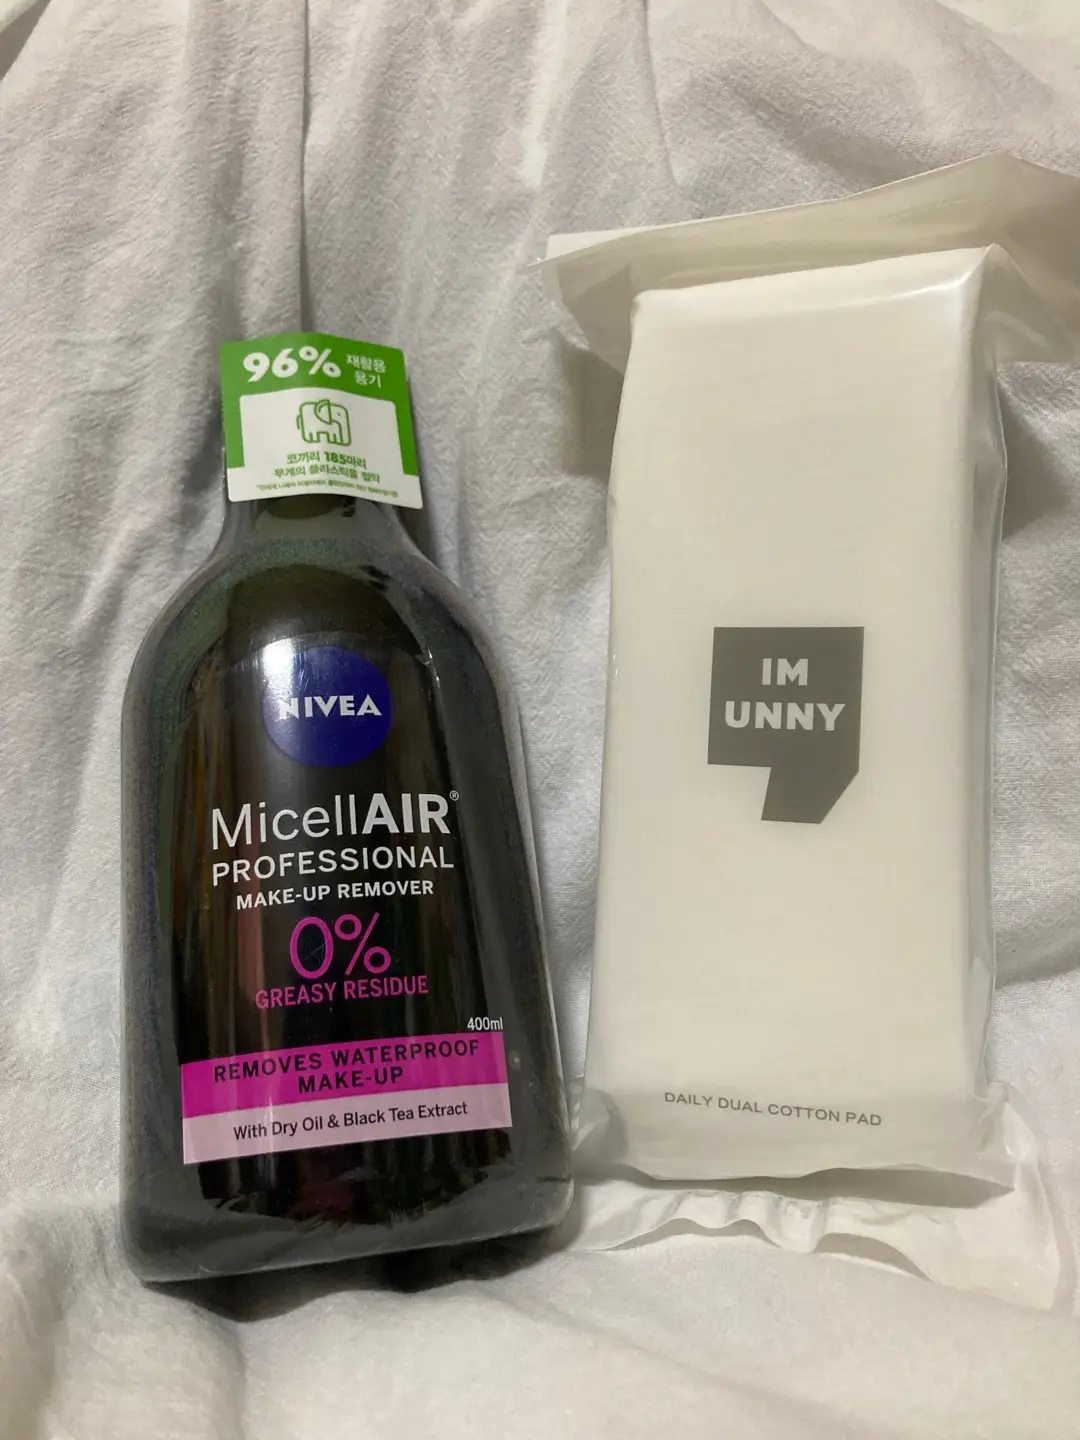 96% 재활용
용기
코끼리 185마리
무게의 플라스틱을 절약
NIVEA
MicellAIR®
PROFESSIONAL
MAKE-UP REMOVER
0%
GREASY RESIDUE
400ml
REMOVES WATERPROOF
MAKE-UP
With Dry Oil & Black Tea Extract
IM
UNNY
DAILY DUAL COTTON PAD